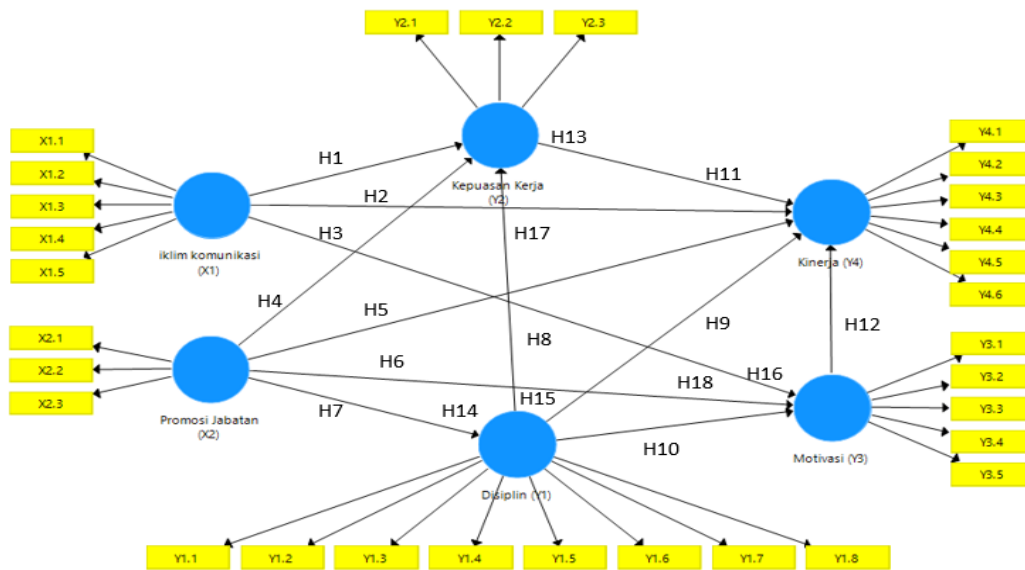 Y2.1
Y2.2
Y2.3
X1.1
X1.2
X1.3
X1.4
X1.5
iklim komunikasi
(X1)
H1
H2
H3
H4
Kepuasan Kerja
(Y2)
H13
H11
H17
Y4.1
Y4.2
Y4.3
Y4.4
Y4.5
Y4.6
Kinerja (Y4)
X2.1
X2.2
X2.3
Promosi Jabatan
(X2)
H5
H6
H7
H8
H9
H12
H14
H15
H18
H16
H10
Disiplin (Y1)
Motivasi (Y3)
Y3.1
Y3.2
Y3.3
Y3.4
Y3.5
Y1.1
Y1.2
Y1.3
Y1.4
Y1.5
Y1.6
Y1.7
Y1.8